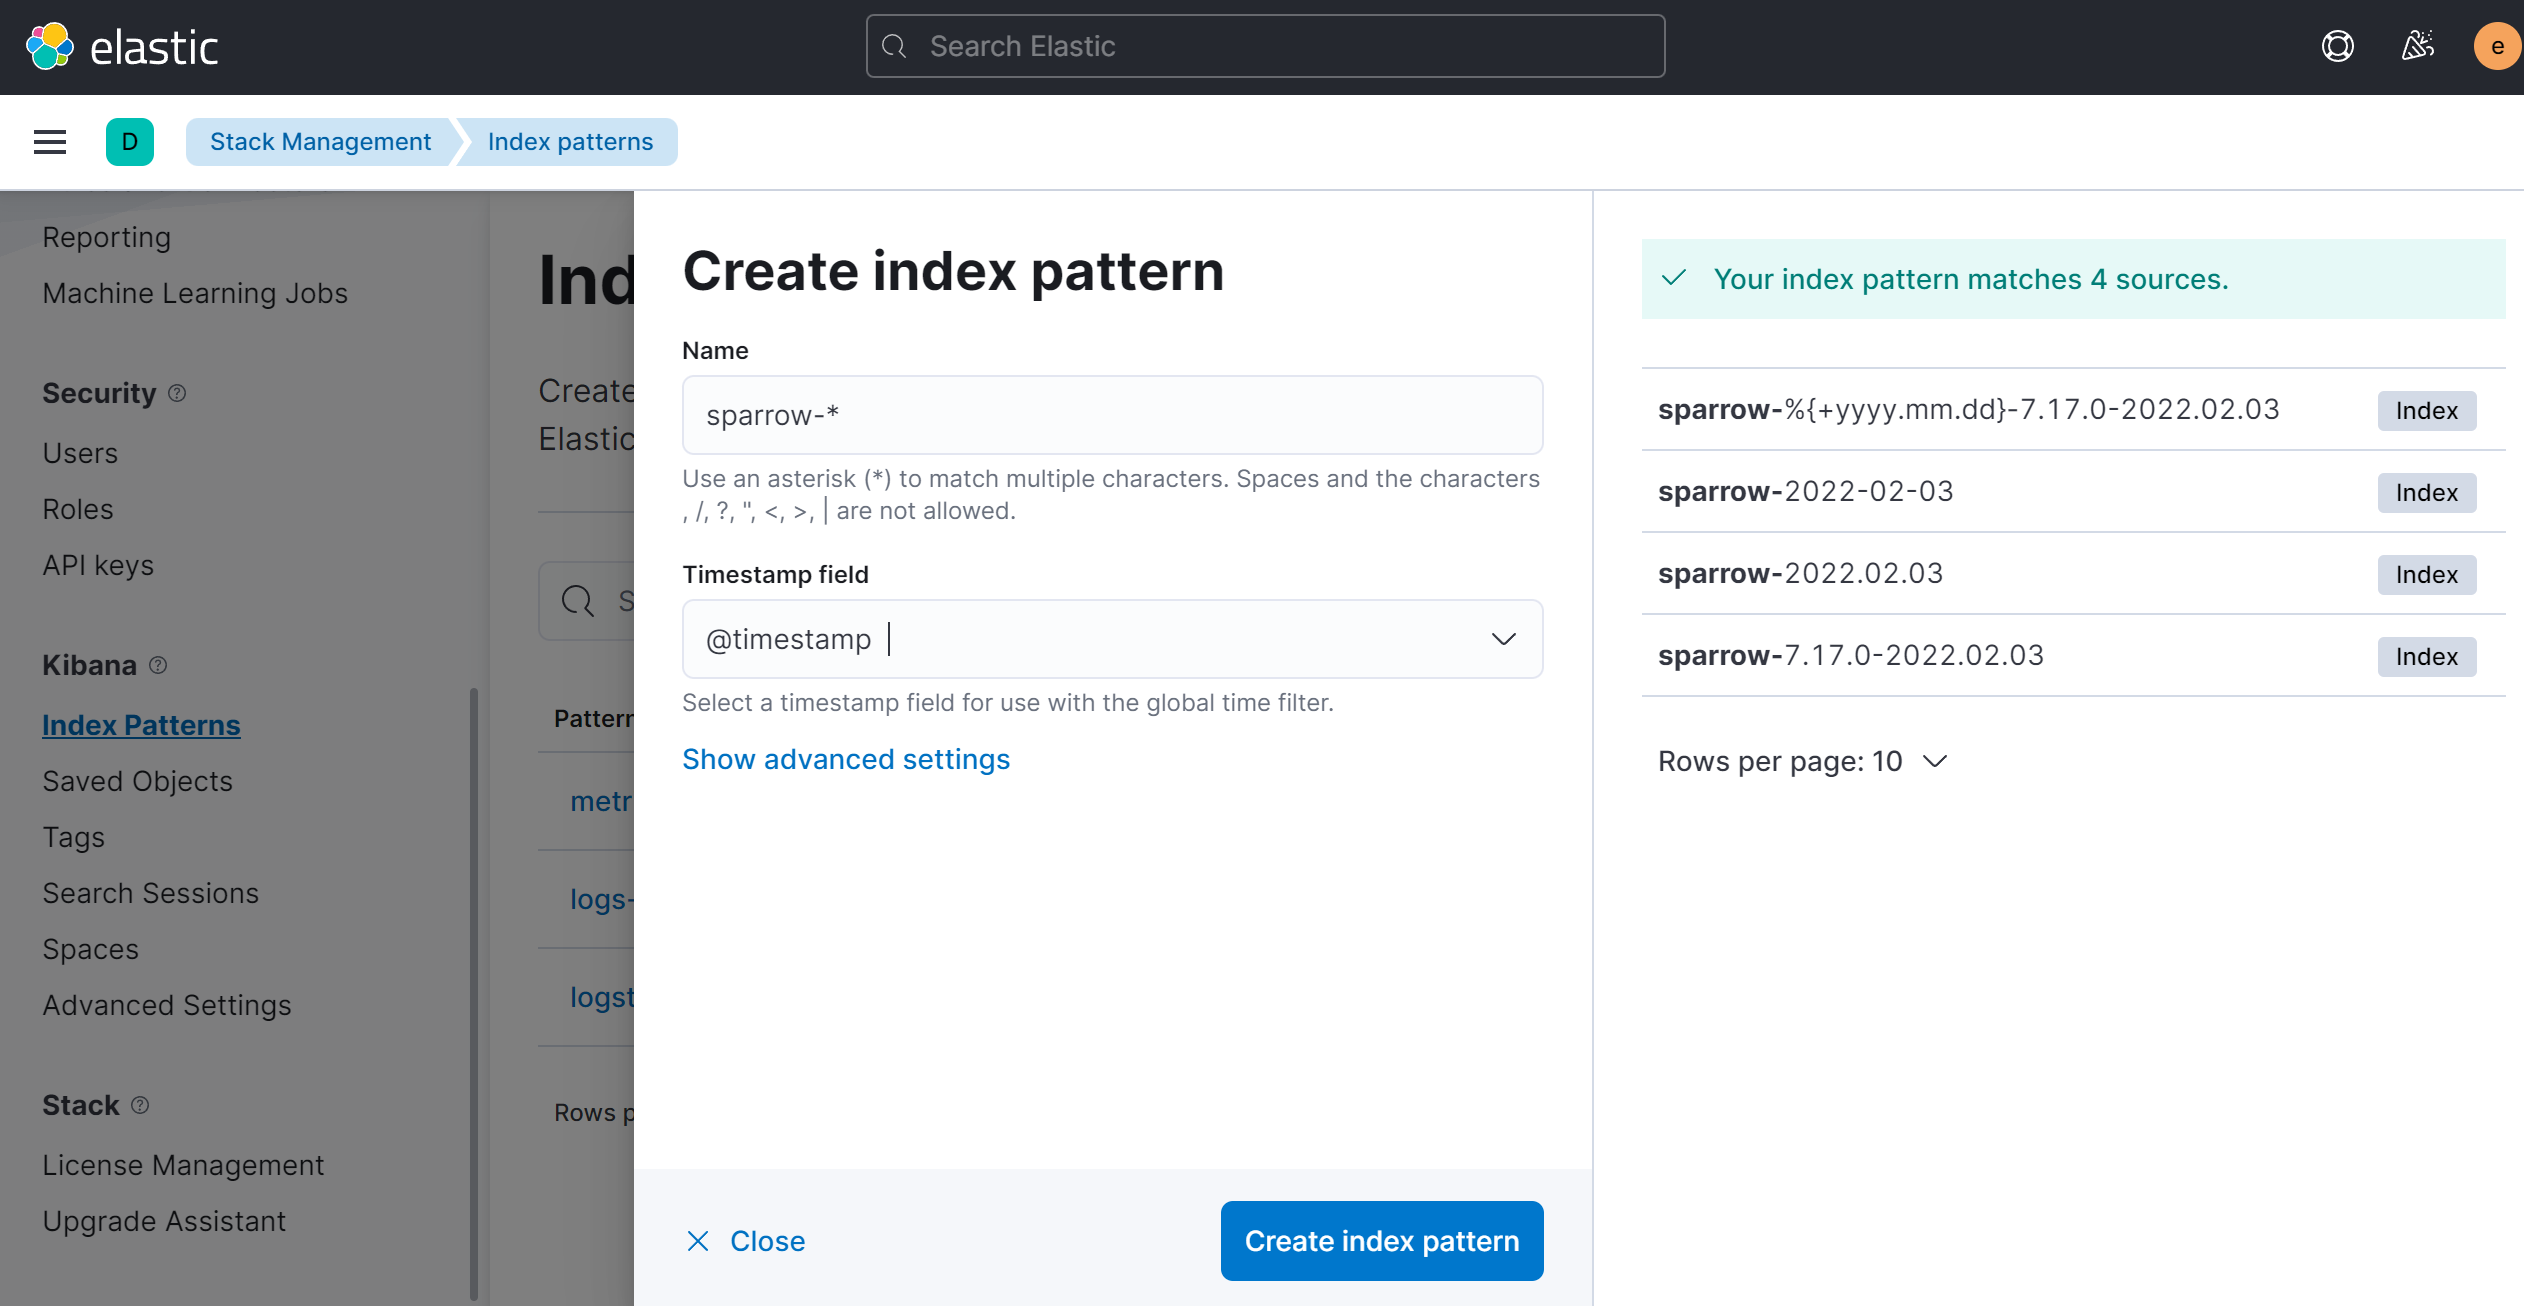 elastic
Search Elastic
e
D
Stack Management
Index patterns
Reporting
Machine Learning Jobs
Security
Users
Roles
API keys
Kibana
Index Patterns
Saved Objects
Tags
Search Sessions
Spaces
Advanced Settings
Stack
License Management
Upgrade Assistant
Ind
Create
Elastic
S
Pattern
metr
logs-
logst
Rows p
Create index pattern
Name
sparrow-*
Use an asterisk (*) to match multiple characters. Spaces and the characters
, /, ?, ", <, >, | are not allowed.
Timestamp field
@timestamp
Select a timestamp field for use with the global time filter.
Show advanced settings
Close
Create index pattern
Your index pattern matches 4 sources.
sparrow-%{+yyyy.mm.dd}-7.17.0-2022.02.03 Index
sparrow-2022-02-03 Index
sparrow-2022.02.03 Index
sparrow-7.17.0-2022.02.03 Index
Rows per page: 10